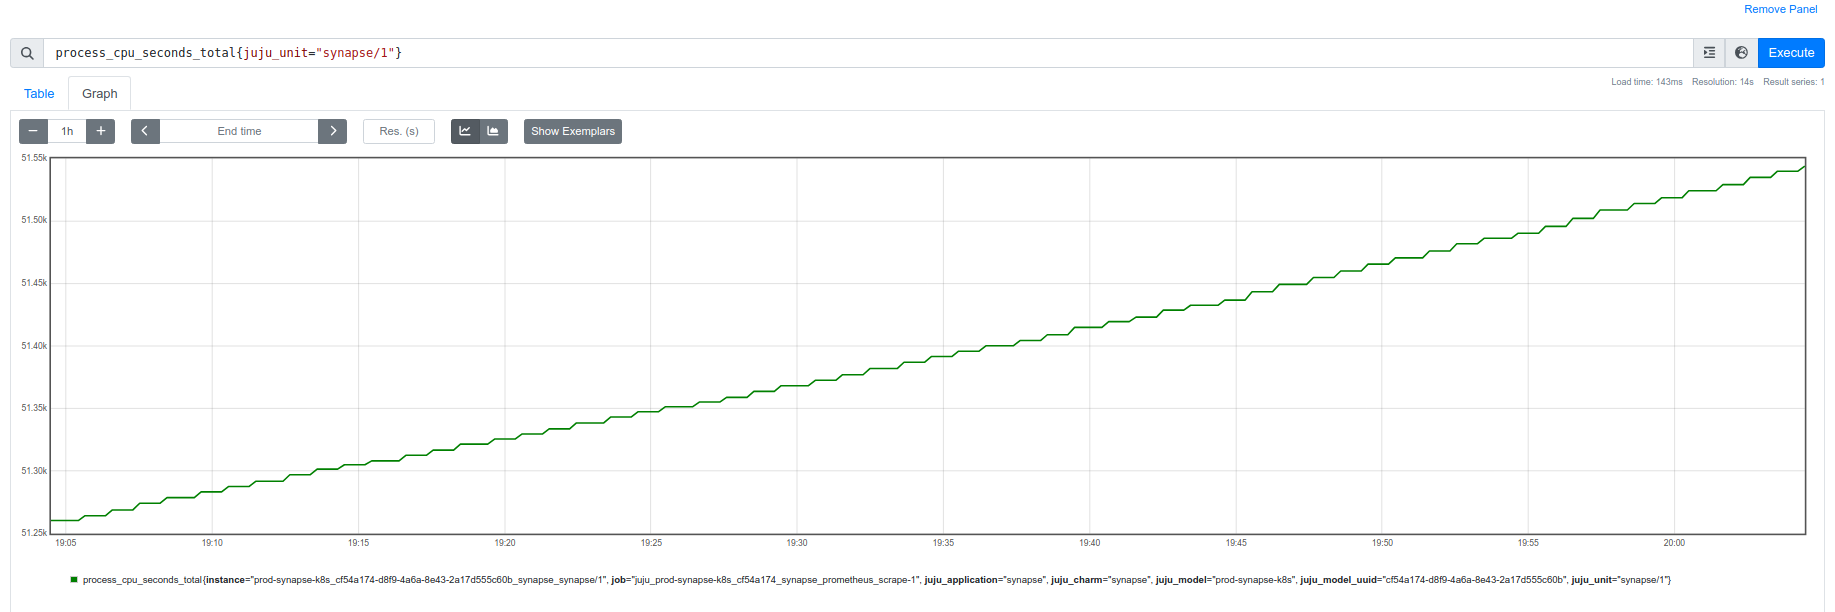 Remove Panel
process_cpu_seconds_total{juju_unit="synapse/1"}
Execute
Load time: 143ms Resolution: 14s Result series: 1
Table Graph
− 1h + End time Res. (s) Show Exemplars
51.55k
51.50k
51.45k
51.40k
51.35k
51.30k
51.25k
19:05 19:10 19:15 19:20 19:25 19:30 19:35 19:40 19:45 19:50 19:55 20:00
process_cpu_seconds_total{instance="prod-synapse-k8s_cf54a174-d8f9-4a6a-8e43-2a17d555c60b_synapse_synapse/1", job="juju_prod-synapse-k8s_cf54a174_synapse_prometheus_scrape-1", juju_application="synapse", juju_charm="synapse", juju_model="prod-synapse-k8s", juju_model_uuid="cf54a174-d8f9-4a6a-8e43-2a17d555c60b", juju_unit="synapse/1"}